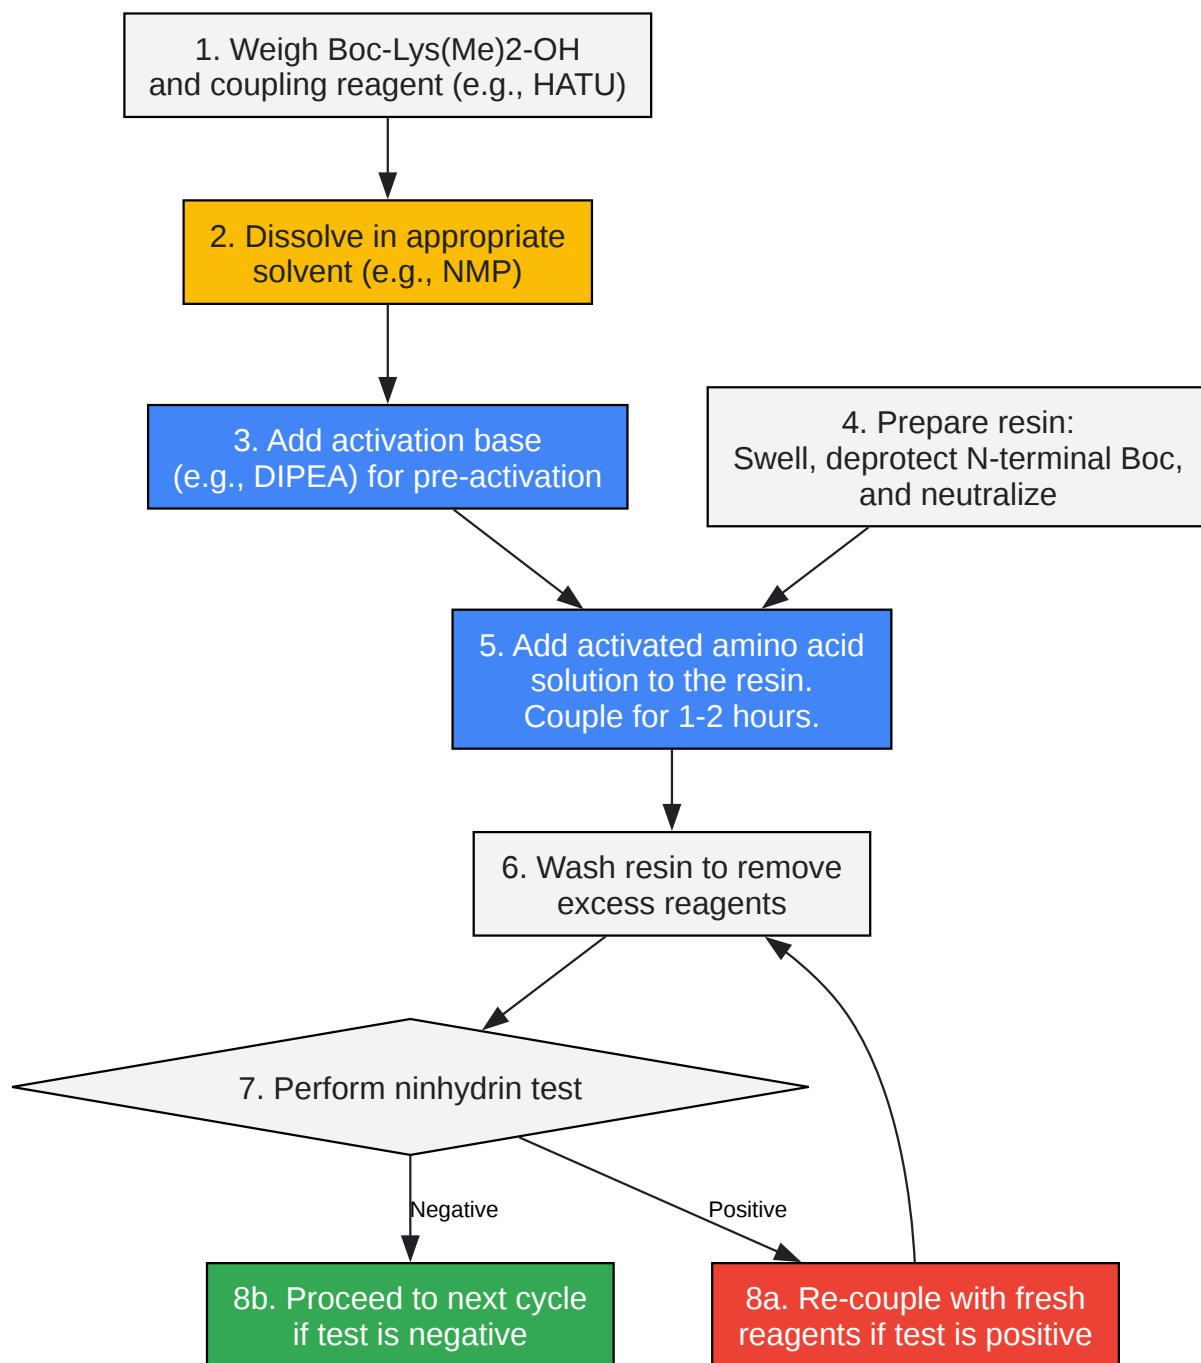 1. Weigh Boc-Lys(Me)2-OH
and coupling reagent (e.g., HATU)
2. Dissolve in appropriate
solvent (e.g., NMP)
3. Add activation base
(e.g., DIPEA) for pre-activation
4. Prepare resin:
Swell, deprotect N-terminal Boc,
and neutralize
5. Add activated amino acid
solution to the resin.
Couple for 1-2 hours.
6. Wash resin to remove
excess reagents
7. Perform ninhydrin test
Negative
Positive
8b. Proceed to next cycle
if test is negative
8a. Re-couple with fresh
reagents if test is positive